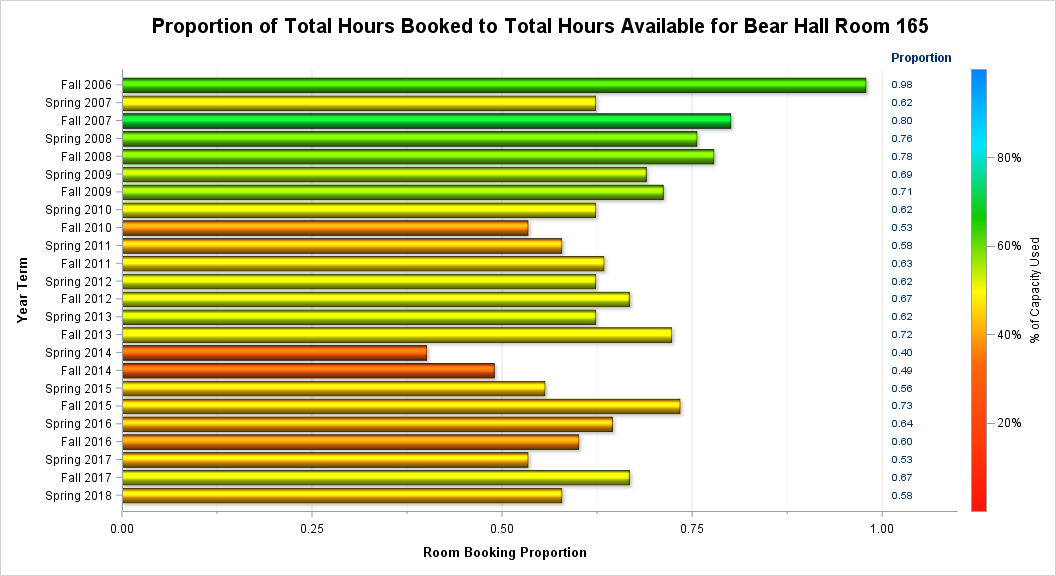 Proportion of Total Hours Booked to Total Hours Available for Bear Hall Room 165
Proportion
Fall 2006 0.98
Spring 2007 0.62
Fall 2007 0.80
Spring 2008 0.76
Fall 2008 0.78
Spring 2009 0.69
Fall 2009 0.71
Spring 2010 0.62
Fall 2010 0.53
Spring 2011 0.58
Fall 2011 0.63
Spring 2012 0.62
Fall 2012 0.67
Spring 2013 0.62
Fall 2013 0.72
Spring 2014 0.40
Fall 2014 0.49
Spring 2015 0.56
Fall 2015 0.73
Spring 2016 0.64
Fall 2016 0.60
Spring 2017 0.53
Fall 2017 0.67
Spring 2018 0.58
Year Term
0.00 0.25 0.50 0.75 1.00
Room Booking Proportion
80%
60%
40%
20%
% of Capacity Used